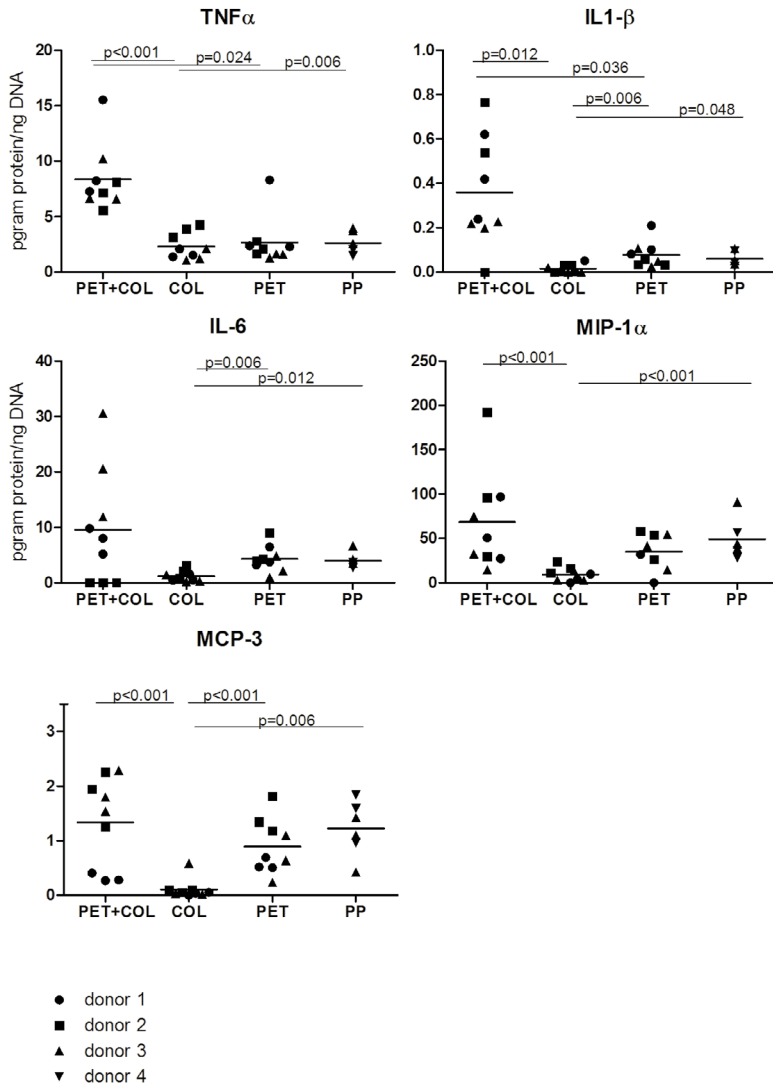 TNFα
IL1-β
p<0.001
p=0.024
p=0.006
p=0.012
p=0.036
p=0.006
p=0.048
pgram protein/ng DNA
20
15
10
5
0
1.0
0.8
0.6
0.4
0.2
0.0
PET+COL COL PET PP
PET+COL COL PET PP
IL-6
MIP-1α
p=0.006
p=0.012
p<0.001
p<0.001
pgram protein/ng DNA
40
30
20
10
0
250
200
150
100
50
0
PET+COL COL PET PP
PET+COL COL PET PP
MCP-3
p<0.001 p<0.001
p=0.006
3
2
1
0
PET+COL COL PET PP
donor 1
donor 2
donor 3
donor 4